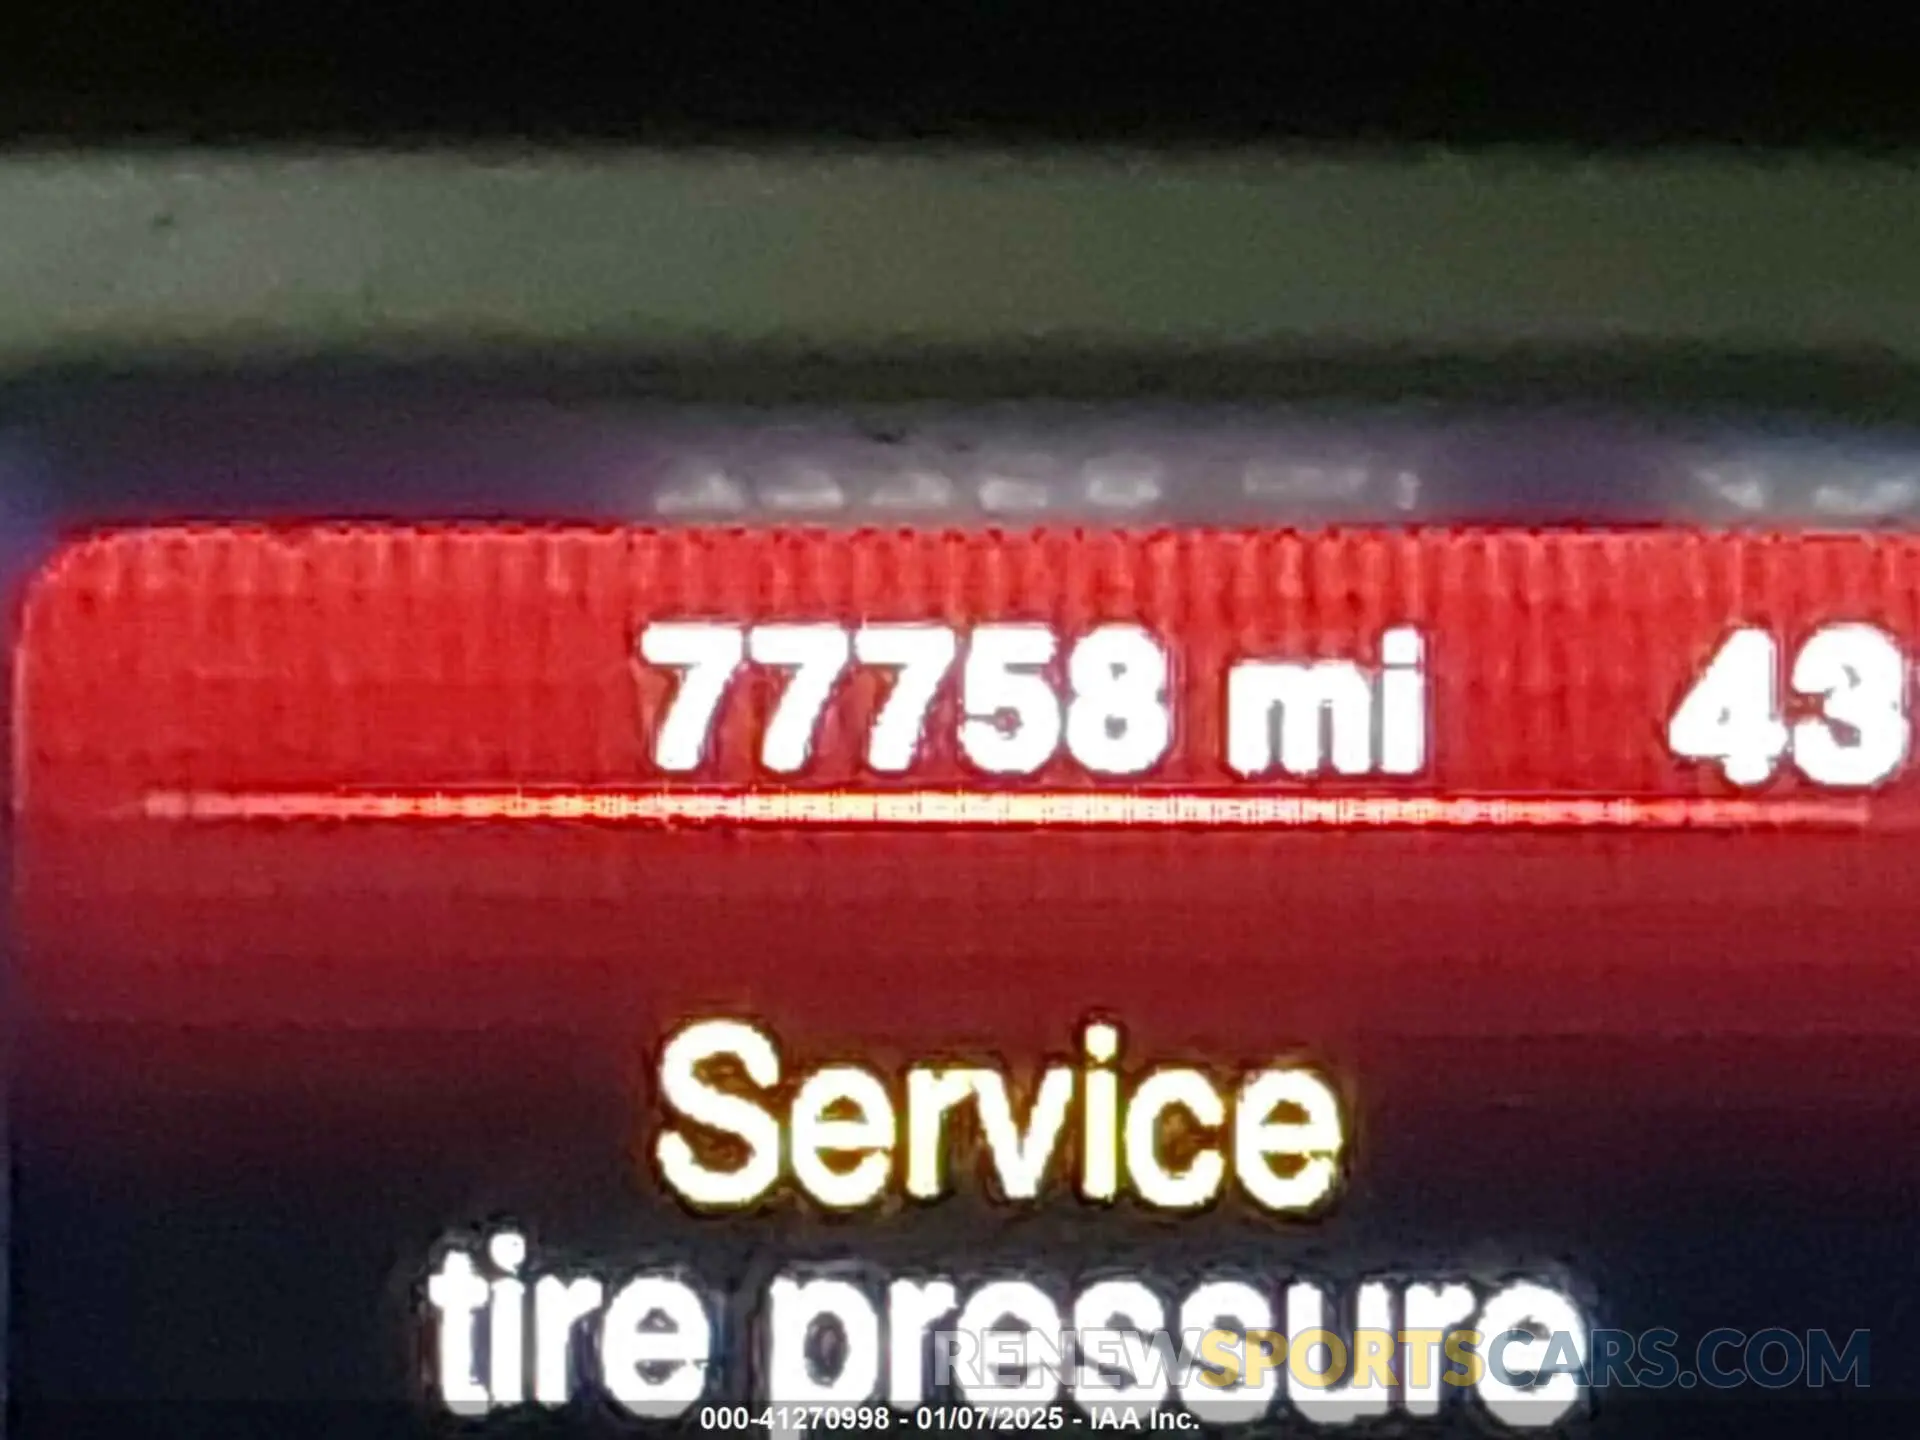 77758 mi 43
Service
tire pressure
RENEWSPORTSCARS.COM
000-41270998 - 01/07/2025 - IAA Inc.